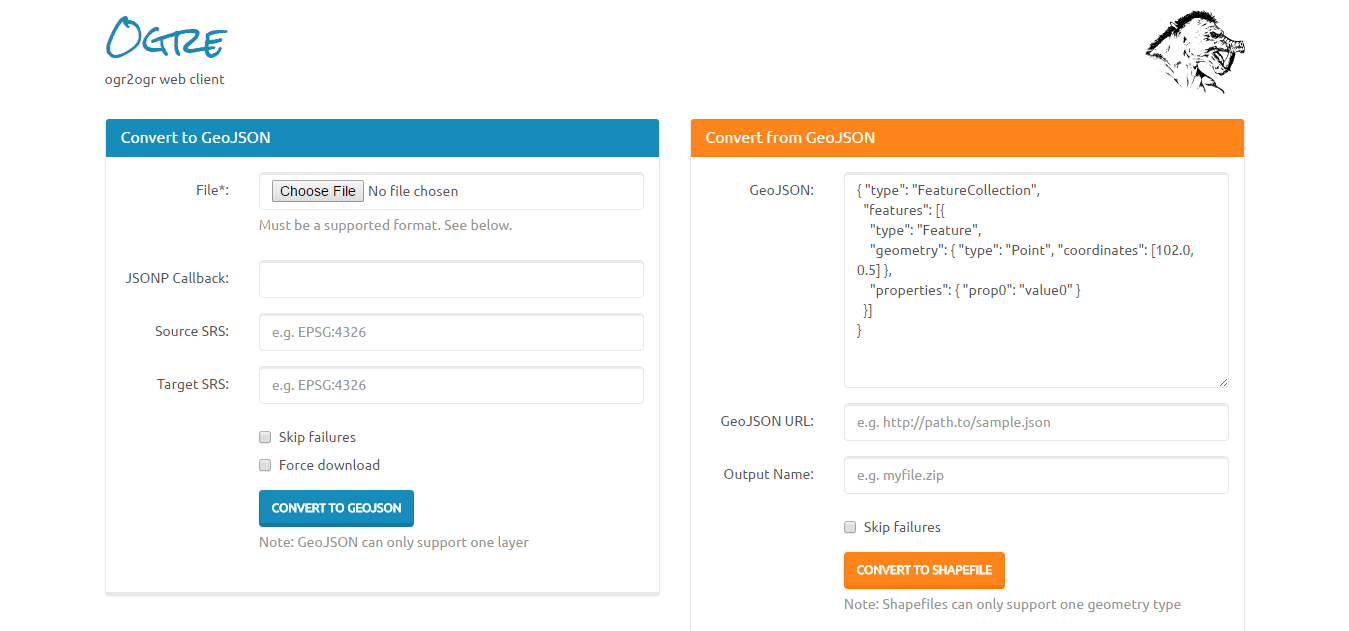 Ogre
ogr2ogr web client
Convert to GeoJSON
File*:
Choose File No file chosen
Must be a supported format. See below.
JSONP Callback:
Source SRS:
e.g. EPSG:4326
Target SRS:
e.g. EPSG:4326
Skip failures
Force download
CONVERT TO GEOJSON
Note: GeoJSON can only support one layer
Convert from GeoJSON
GeoJSON:
{ "type": "FeatureCollection",
"features": [{
"type": "Feature",
"geometry": { "type": "Point", "coordinates": [102.0,
0.5] },
"properties": { "prop0": "value0" }
}]
}
GeoJSON URL:
e.g. http://path.to/sample.json
Output Name:
e.g. myfile.zip
Skip failures
CONVERT TO SHAPEFILE
Note: Shapefiles can only support one geometry type